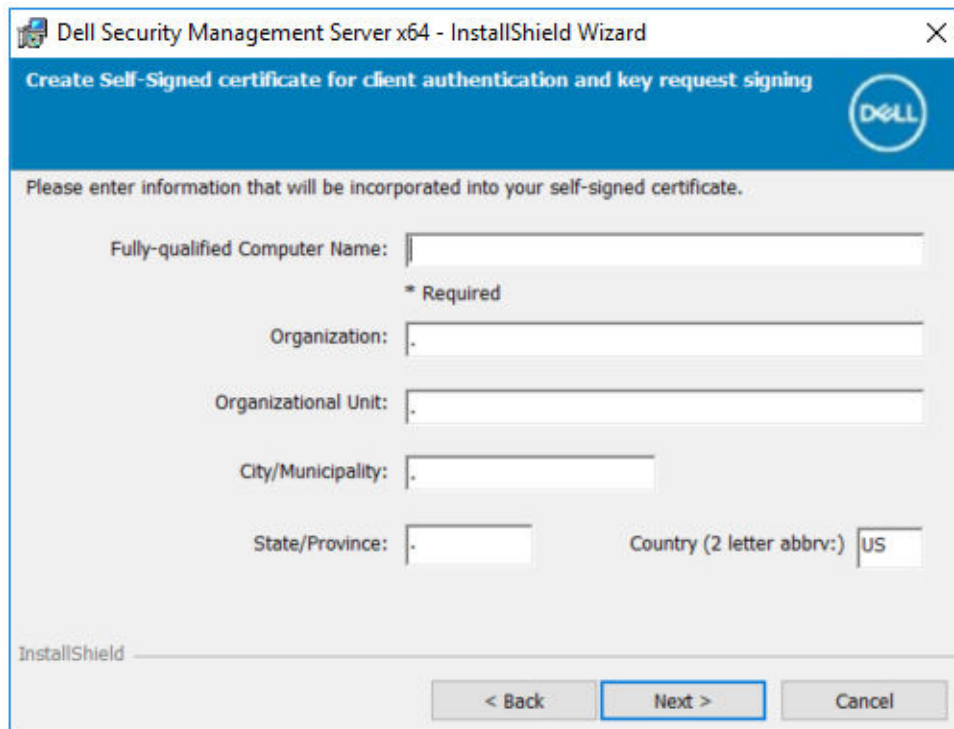 Dell Security Management Server x64 - InstallShield Wizard
Create Self-Signed certificate for client authentication and key request signing
DELL
Please enter information that will be incorporated into your self-signed certificate.
Fully-qualified Computer Name:
* Required
Organization: .
Organizational Unit: .
City/Municipality: .
State/Province: . Country (2 letter abbrv:) US
InstallShield
< Back Next > Cancel